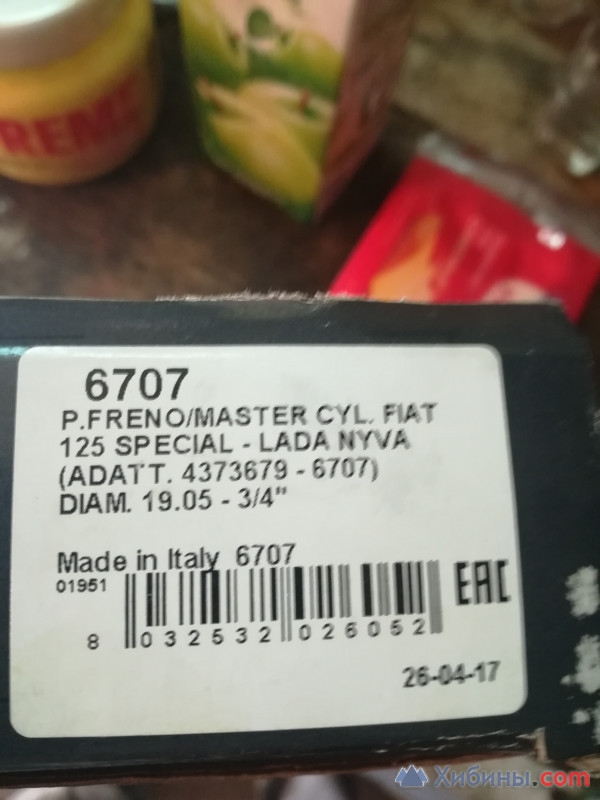 REME
6707
P.FRENO/MASTER CYL. FIAT
125 SPECIAL - LADA NYVA
(ADATT. 4373679 - 6707)
DIAM. 19.05 - 3/4"
Made in Italy 6707
01951
EAC
8 032532 026052
26-04-17
Хибины.com